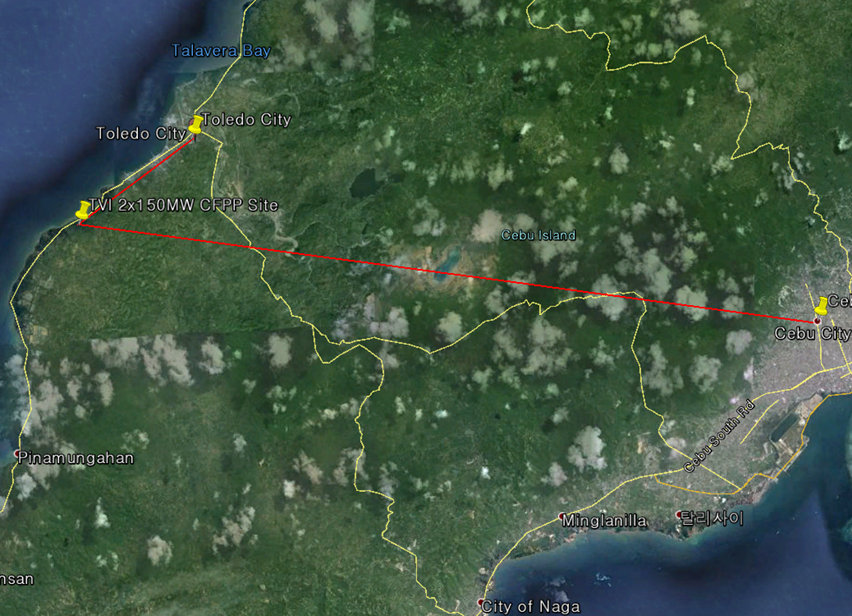 Talavera Bay
Toledo City
Toledo City
TVI 2x150MW CFPP Site
Cebu Island
Ce
Cebu City
Cebu South Rd
Pinamungahan
Minglanilla
탈리사이
nsan
City of Naga